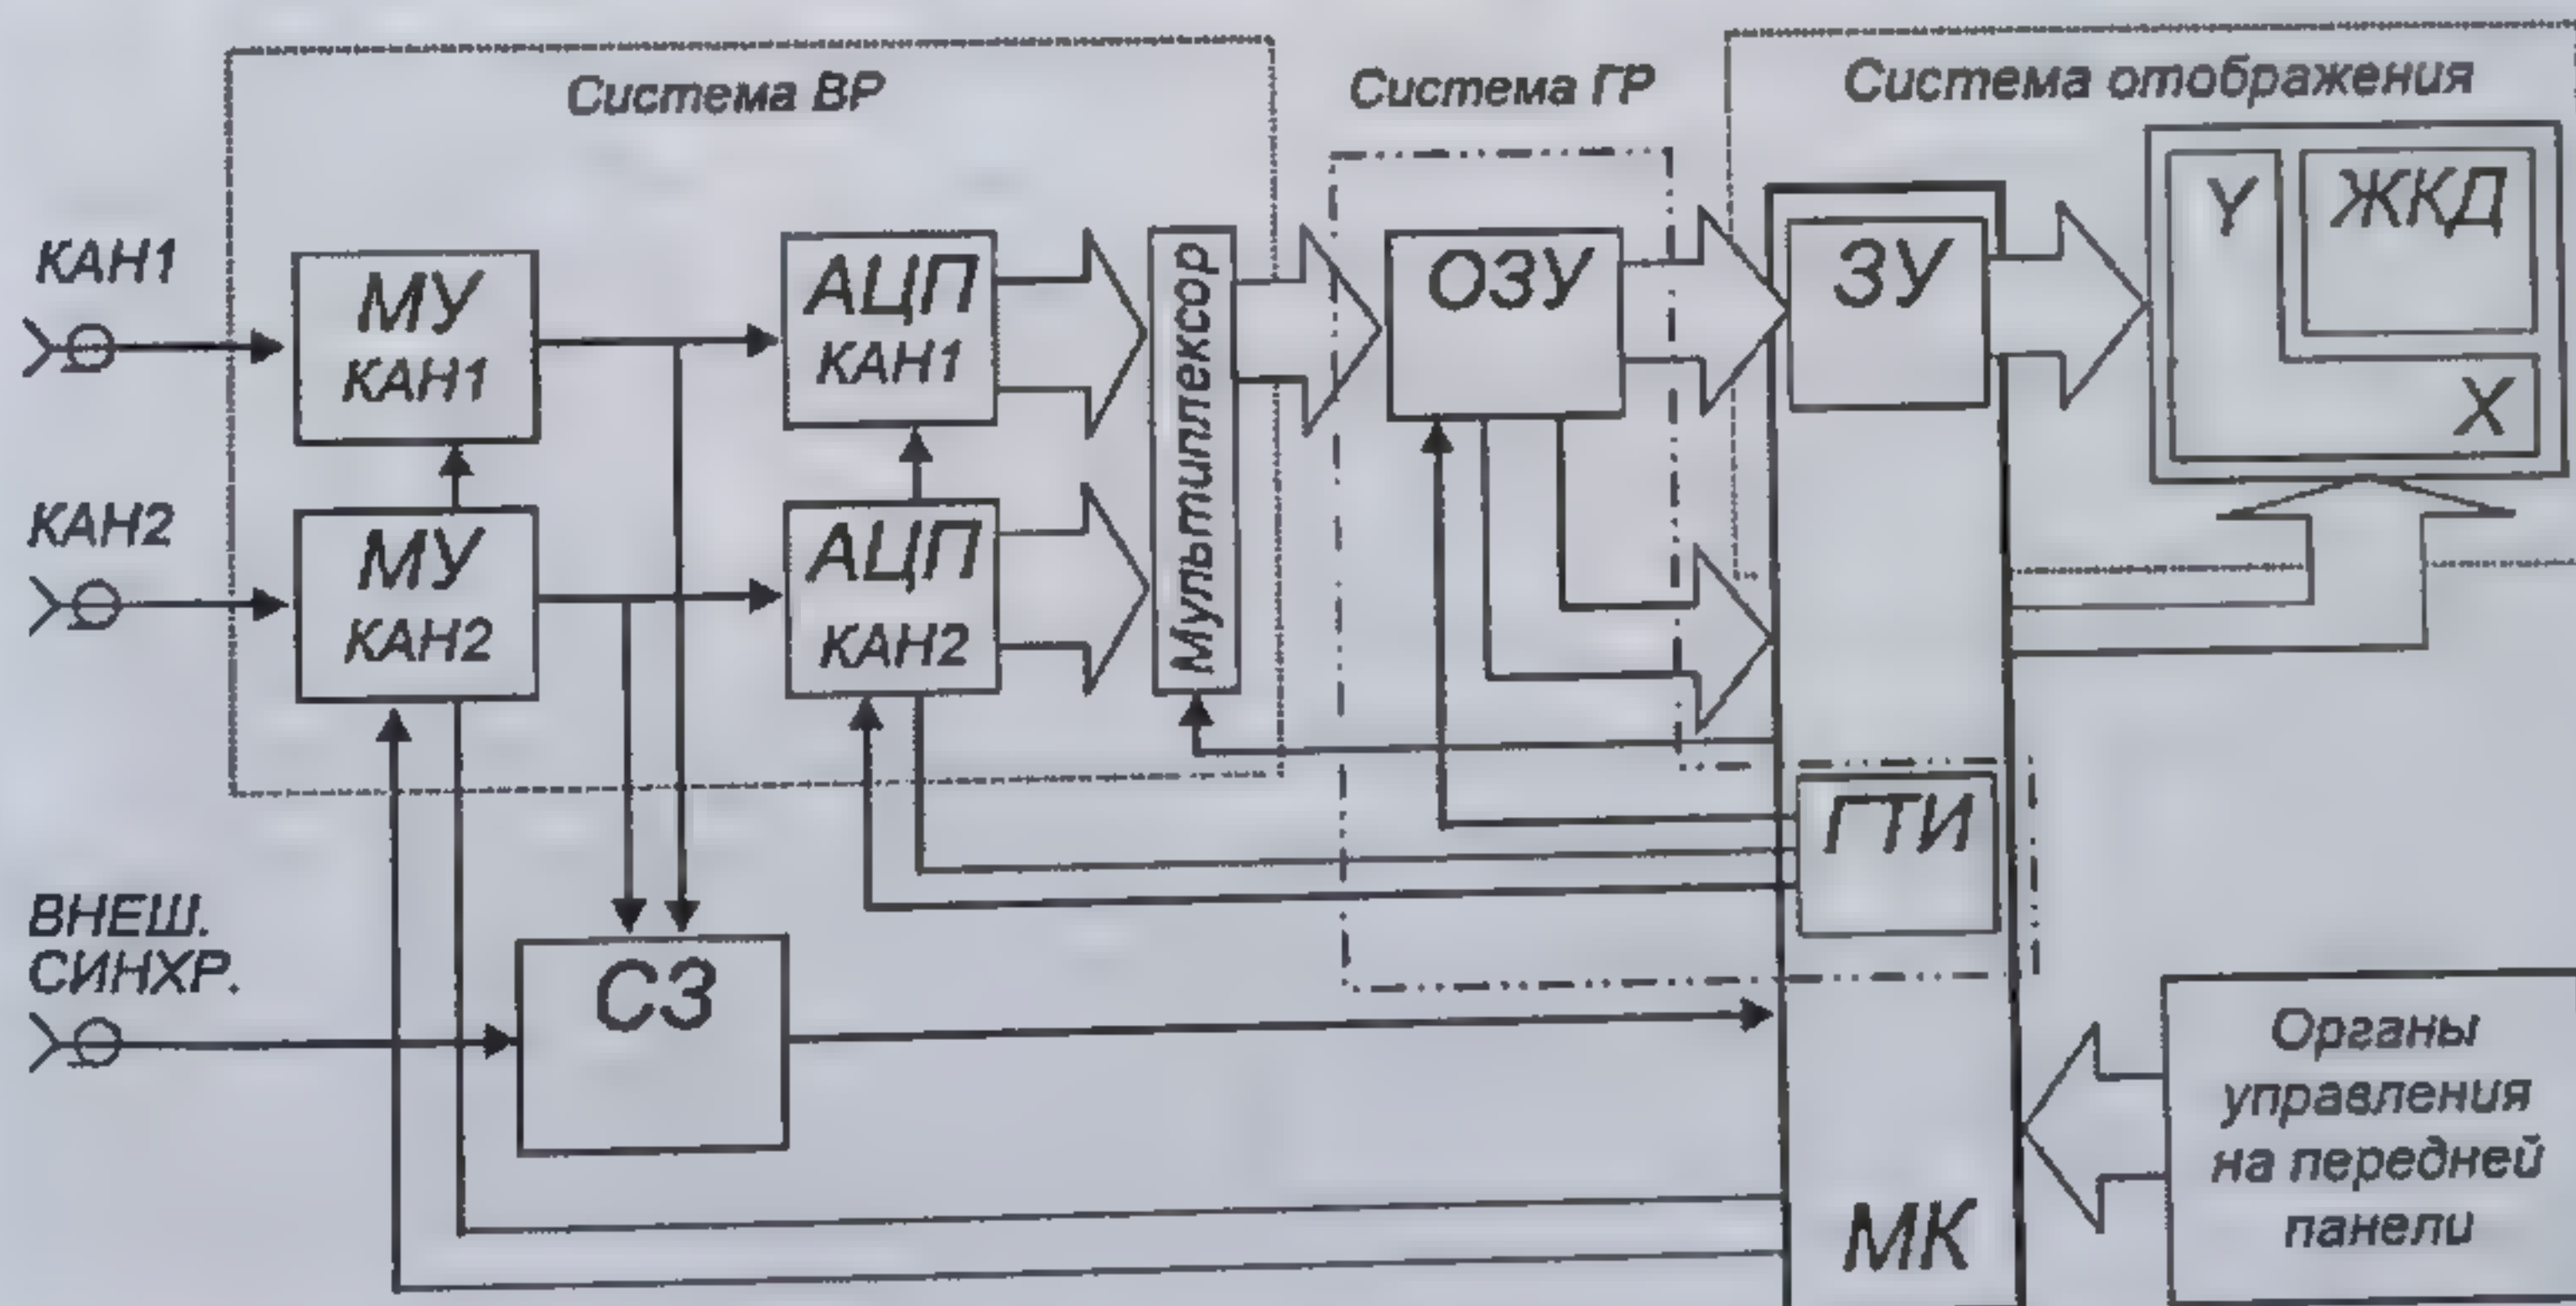 Система ВР
Система ГР
Система отображения
КАН1
МУ
КАН1
АЦП
КАН1
Мультиплексор
ОЗУ
ЗУ
Y
ЖКД
X
КАН2
МУ
КАН2
АЦП
КАН2
ГТИ
ВНЕШ.
СИНХР.
СЗ
МК
Органы
управления
на передней
панели